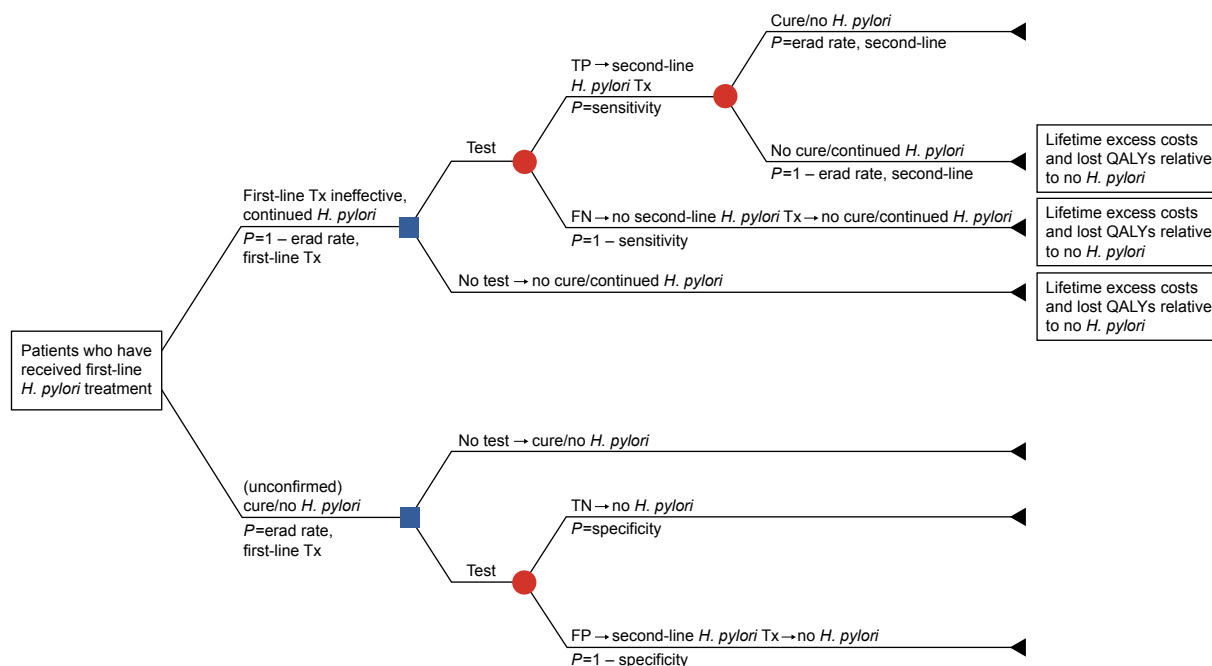 Cure/no H. pylori
P=erad rate, second-line
TP→second-line
H. pylori Tx
P=sensitivity
Test
No cure/continued H. pylori
P=1 – erad rate, second-line
Lifetime excess costs
and lost QALYs relative
to no H. pylori
First-line Tx ineffective,
continued H. pylori
P=1 – erad rate,
first-line Tx
FN→no second-line H. pylori Tx→no cure/continued H. pylori
P=1 – sensitivity
Lifetime excess costs
and lost QALYs relative
to no H. pylori
No test→no cure/continued H. pylori
Lifetime excess costs
and lost QALYs relative
to no H. pylori
Patients who have
received first-line
H. pylori treatment
No test→cure/no H. pylori
(unconfirmed)
cure/no H. pylori
P=erad rate,
first-line Tx
TN→no H. pylori
P=specificity
Test
FP→second-line H. pylori Tx→no H. pylori
P=1 – specificity